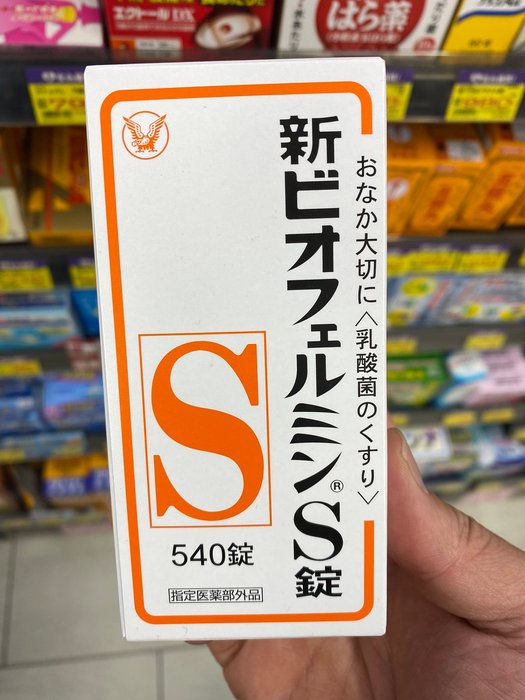 新ビオフェルミン®S錠
おなか大切に〈乳酸菌のくすり〉
S
540錠
指定医薬部外品
エクトールDX
はら薬